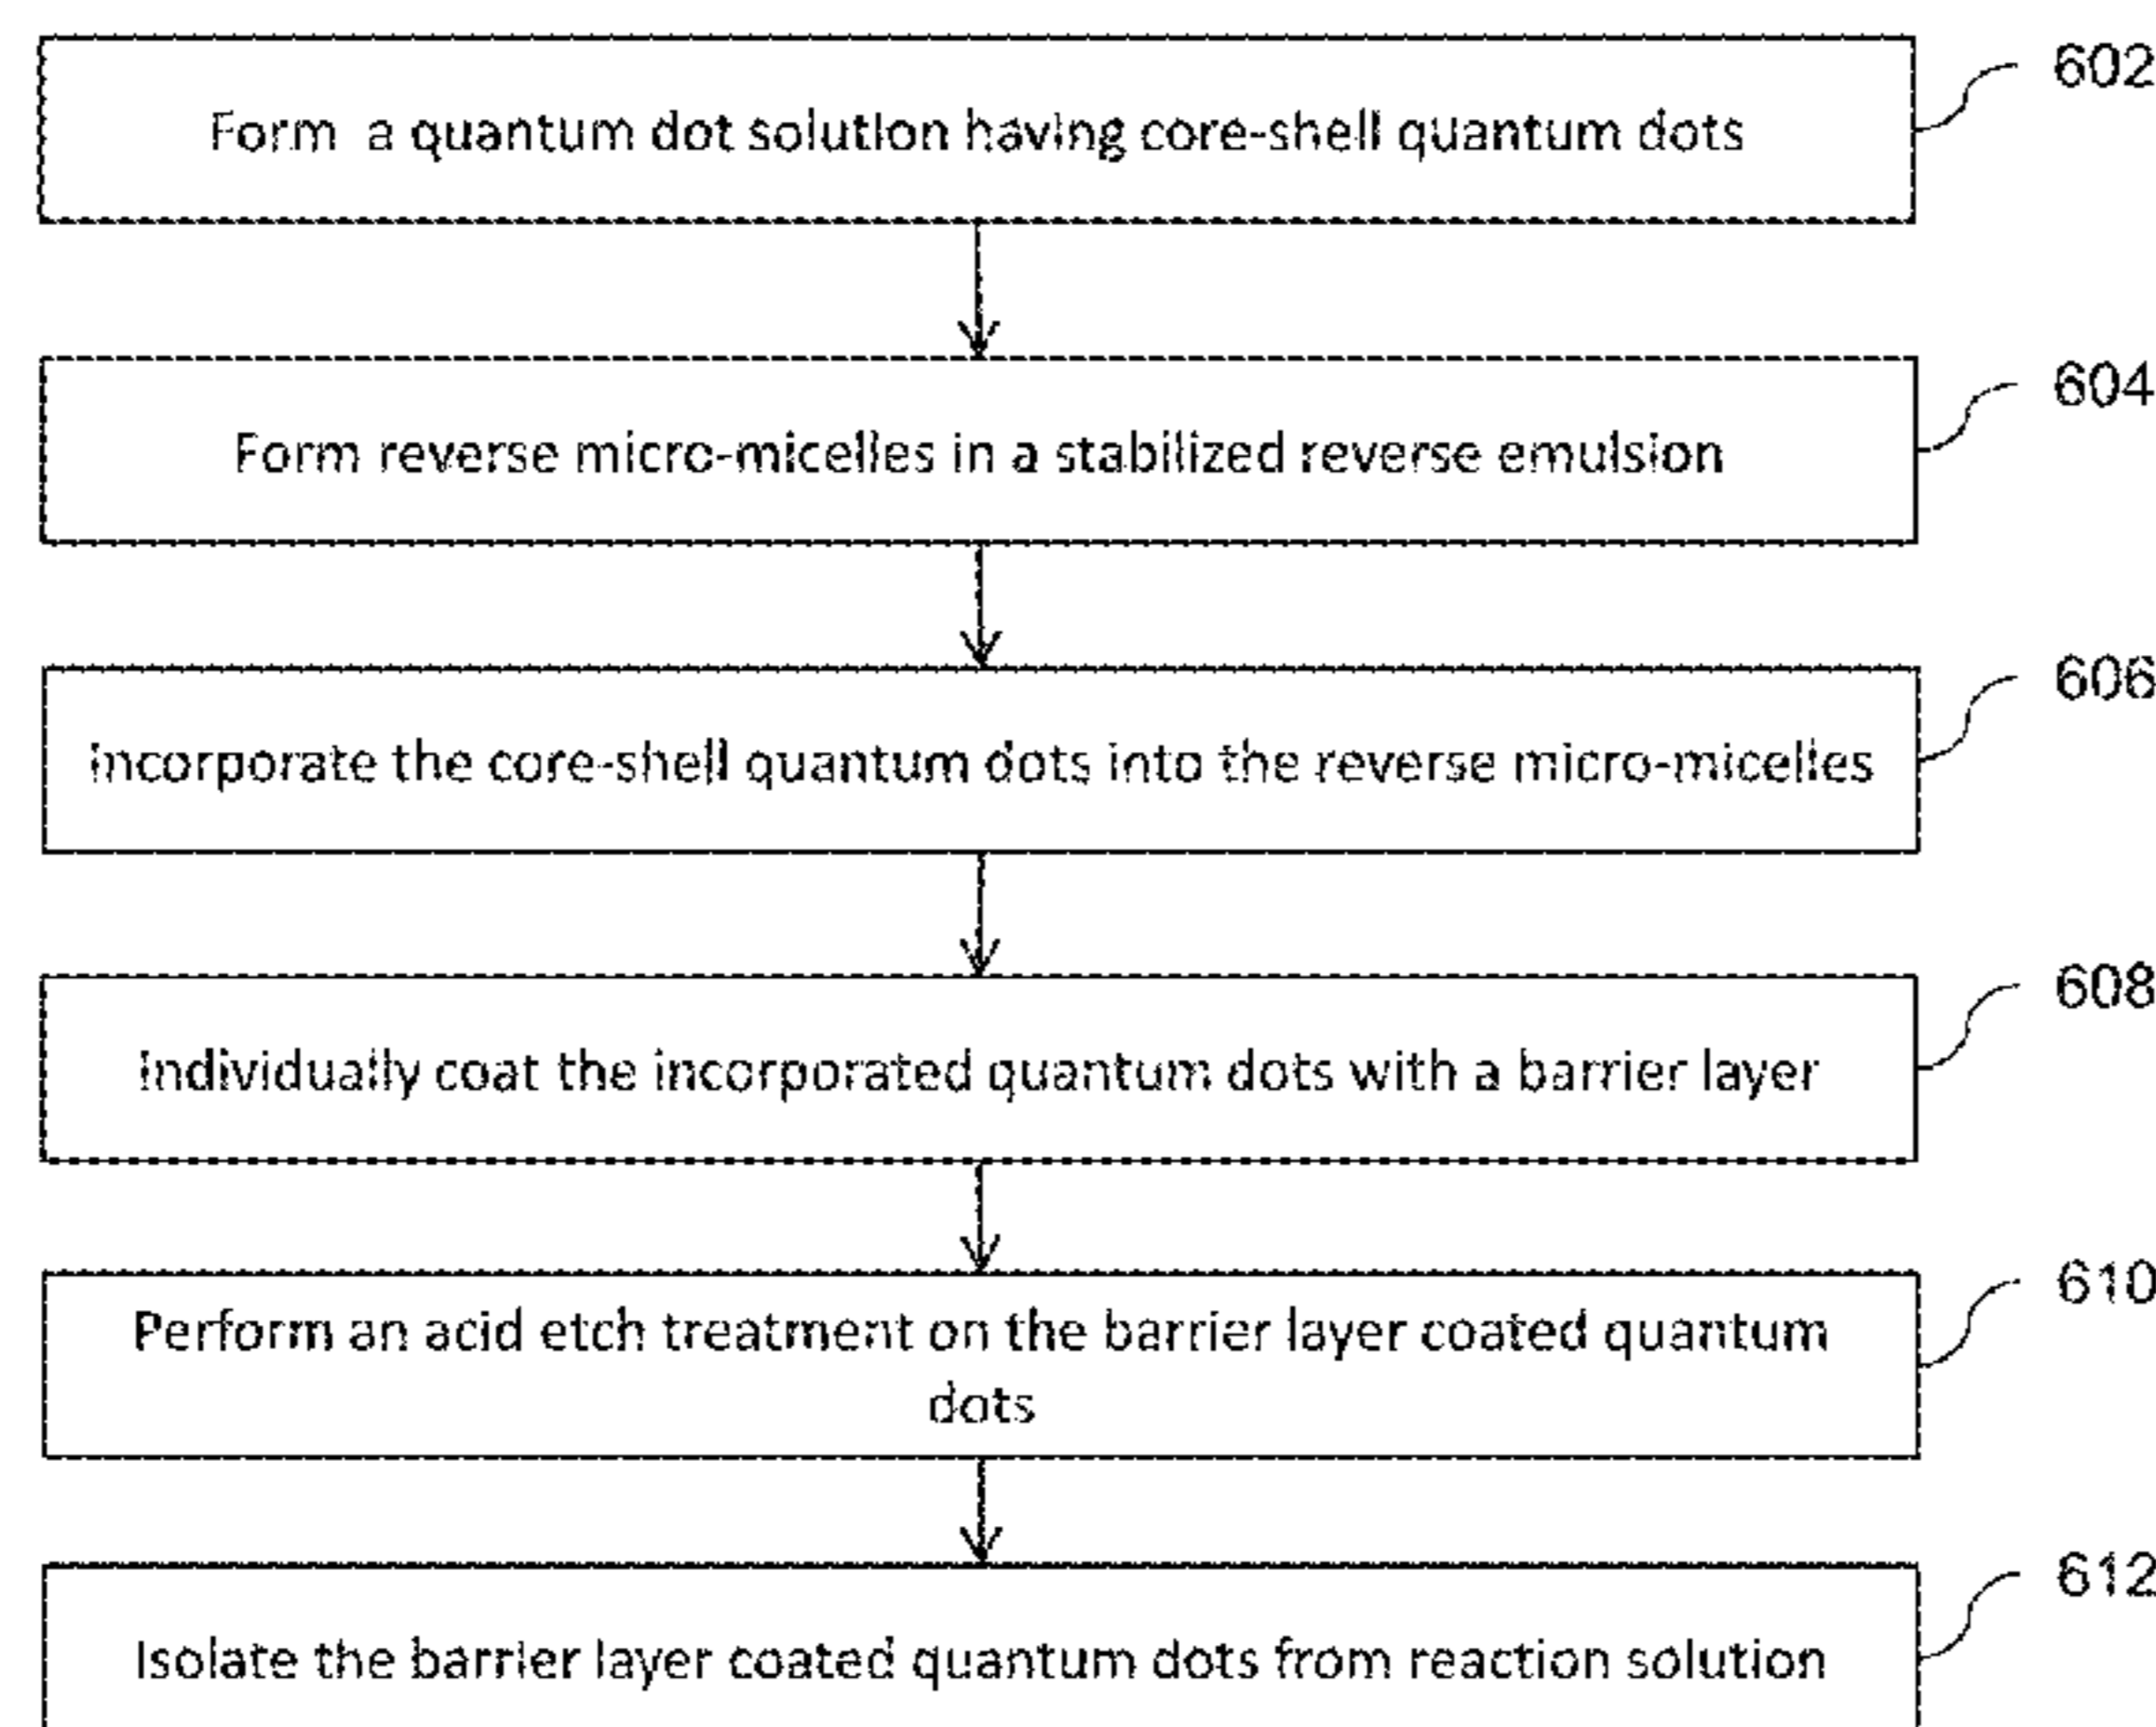 602
Form a quantum dot solution having core-shell quantum dots
604
Form reverse micro-micelles in a stabilized reverse emulsion
606
incorporate the core-shell quantum dots into the reverse micro-micelles
608
Individually coat the incorporated quantum dots with a barrier layer
610
Perform an acid etch treatment on the barrier layer coated quantum
dots
612
Isolate the barrier layer coated quantum dots from reaction solution